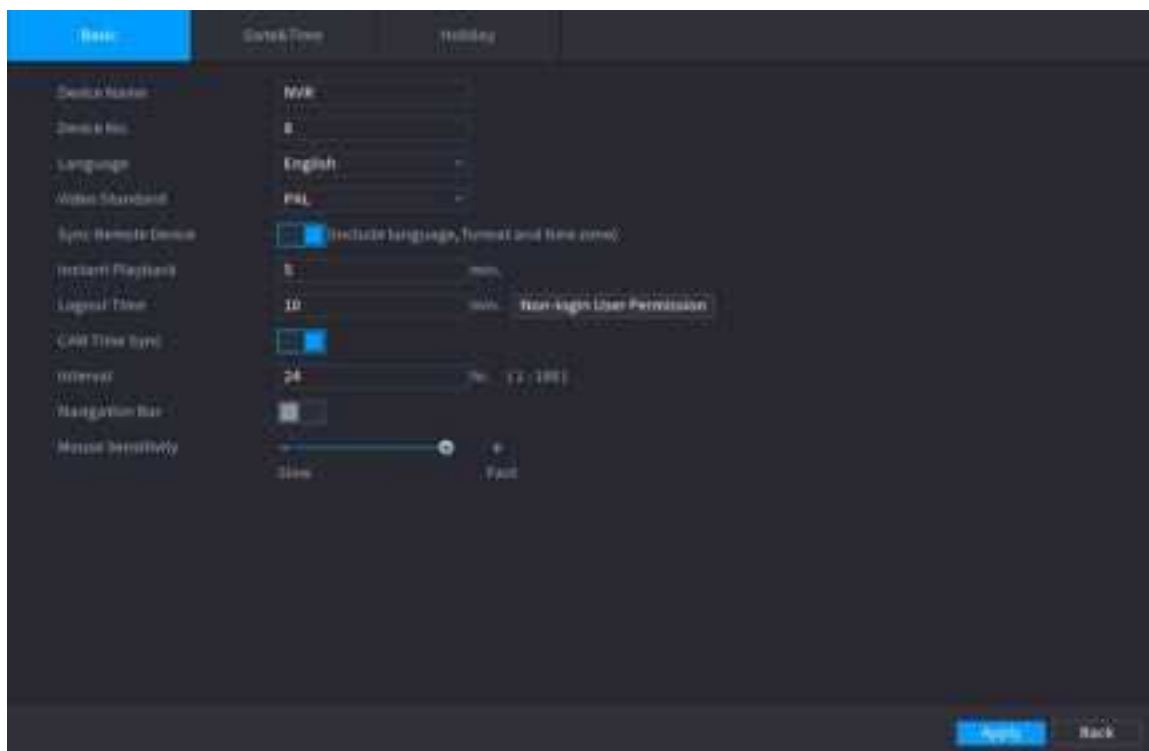 Basic Date&Time Holiday
Device Name NVR
Device No. 8
Language English
Video Standard PAL
Sync Remote Device (include language, format and time zone)
Instant Playback 5 min.
Logout Time 10 min. Non-login User Permission
CAM Time Sync
Interval 24
Navigation Bar
Mouse Sensitivity
Slow Fast
Apply Back